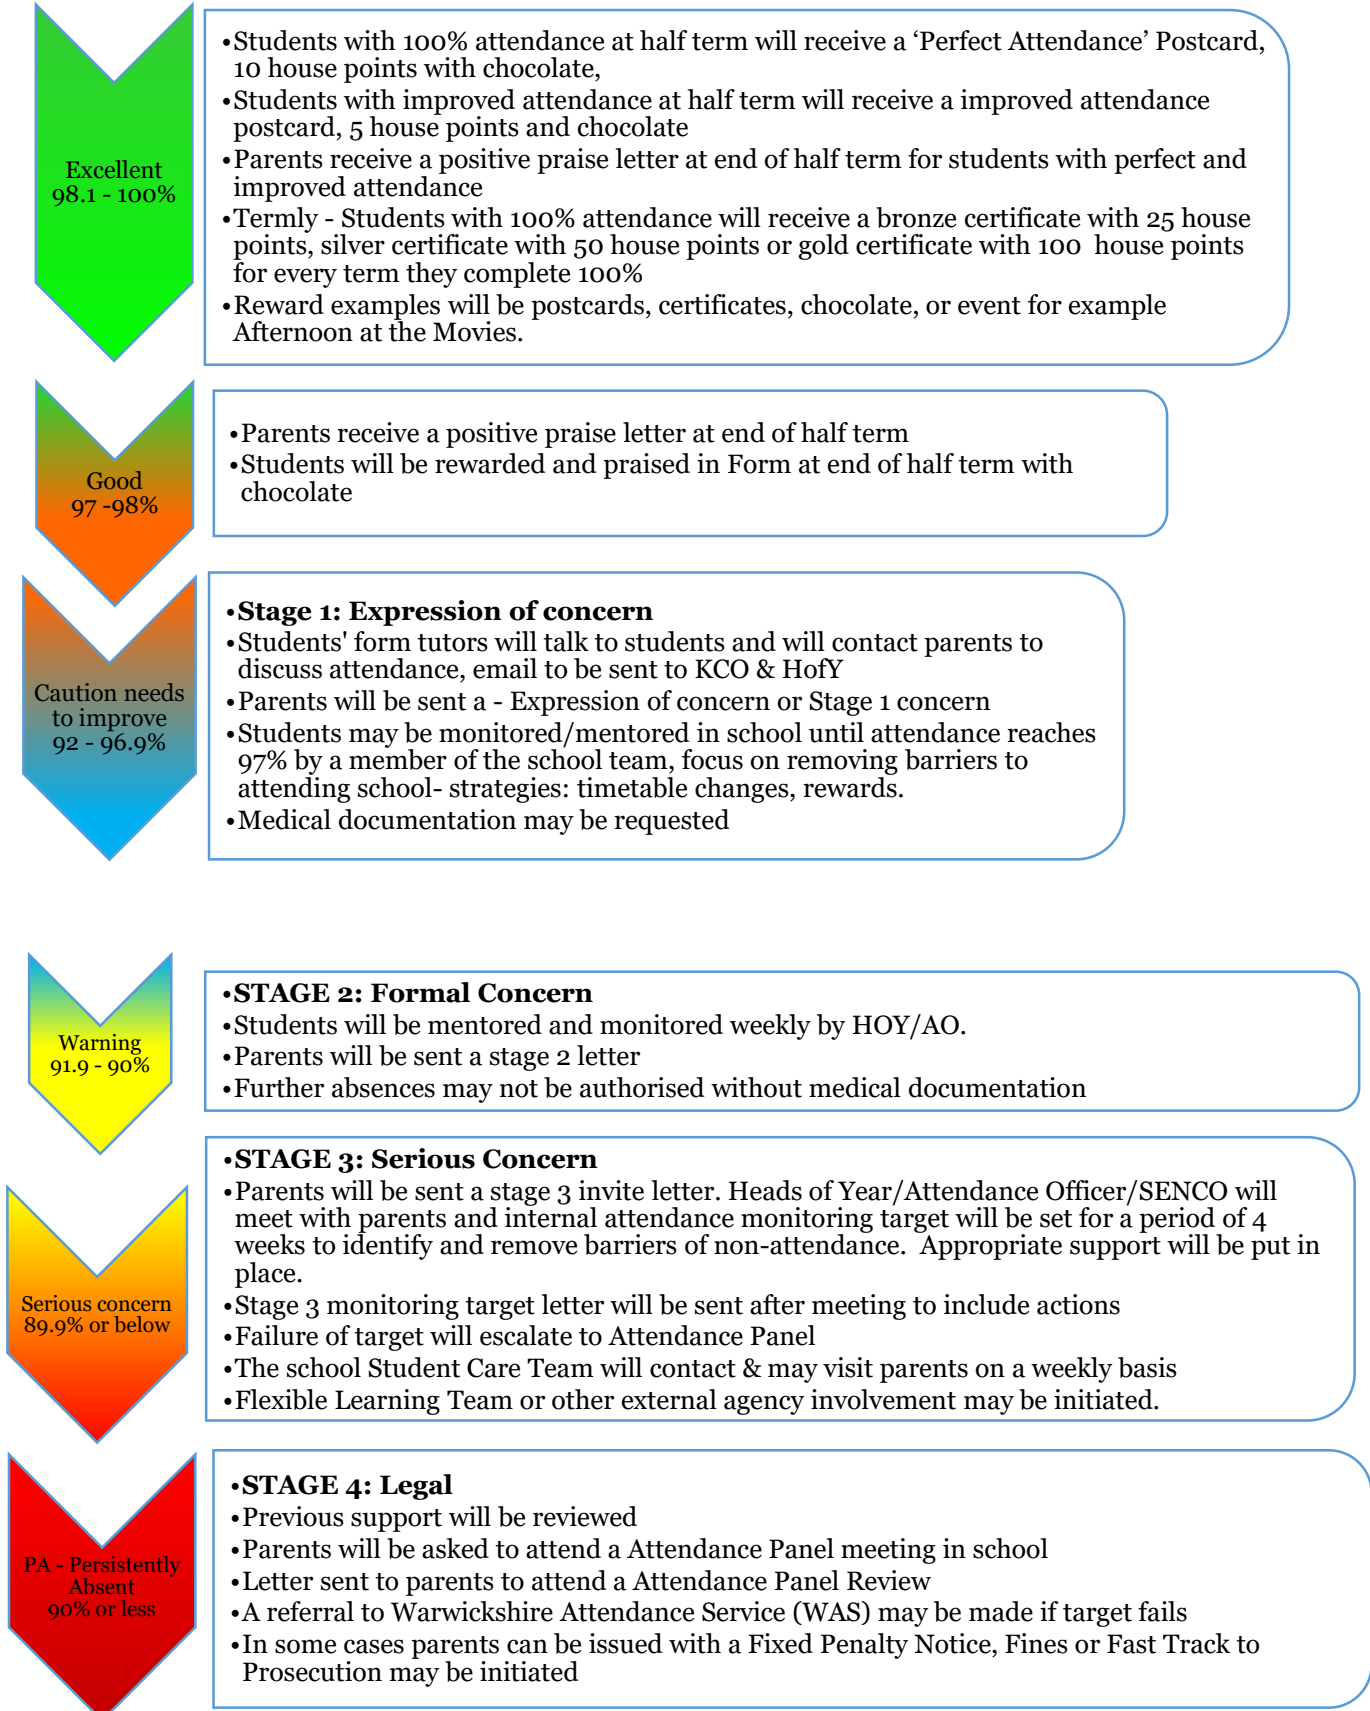 Excellent
98.1 - 100%
•Students with 100% attendance at half term will receive a ‘Perfect Attendance’ Postcard,
10 house points with chocolate,
•Students with improved attendance at half term will receive a improved attendance
postcard, 5 house points and chocolate
•Parents receive a positive praise letter at end of half term for students with perfect and
improved attendance
•Termly - Students with 100% attendance will receive a bronze certificate with 25 house
points, silver certificate with 50 house points or gold certificate with 100  house points
for every term they complete 100%
•Reward examples will be postcards, certificates, chocolate, or event for example
Afternoon at the Movies.
Good
97 -98%
•Parents receive a positive praise letter at end of half term
•Students will be rewarded and praised in Form at end of half term with
chocolate
Caution needs
to improve
92 - 96.9%
•Stage 1: Expression of concern
•Students' form tutors will talk to students and will contact parents to
discuss attendance, email to be sent to KCO & HofY
•Parents will be sent a - Expression of concern or Stage 1 concern
•Students may be monitored/mentored in school until attendance reaches
97% by a member of the school team, focus on removing barriers to
attending school- strategies: timetable changes, rewards.
•Medical documentation may be requested
Warning
91.9 - 90%
•STAGE 2: Formal Concern
•Students will be mentored and monitored weekly by HOY/AO.
•Parents will be sent a stage 2 letter
•Further absences may not be authorised without medical documentation
Serious concern
89.9% or below
•STAGE 3: Serious Concern
•Parents will be sent a stage 3 invite letter. Heads of Year/Attendance Officer/SENCO will
meet with parents and internal attendance monitoring target will be set for a period of 4
weeks to identify and remove barriers of non-attendance.  Appropriate support will be put in
place.
•Stage 3 monitoring target letter will be sent after meeting to include actions
•Failure of target will escalate to Attendance Panel
•The school Student Care Team will contact & may visit parents on a weekly basis
•Flexible Learning Team or other external agency involvement may be initiated.
PA - Persistently
Absent
90% or less
•STAGE 4: Legal
•Previous support will be reviewed
•Parents will be asked to attend a Attendance Panel meeting in school
•Letter sent to parents to attend a Attendance Panel Review
•A referral to Warwickshire Attendance Service (WAS) may be made if target fails
•In some cases parents can be issued with a Fixed Penalty Notice, Fines or Fast Track to
Prosecution may be initiated